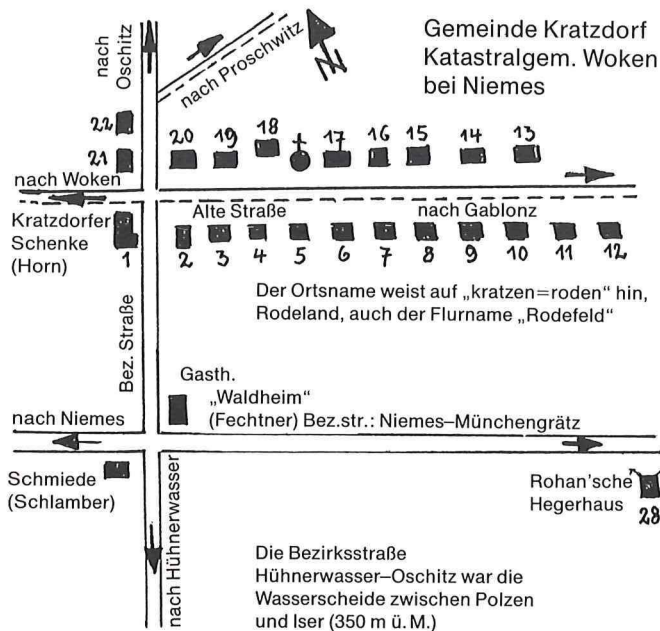 Gemeinde Kratzdorf
Katastralgem. Woken
bei Niemes
nach
Oschitz
nach Proschwitz
N
22
21
20 19 18 17 16 15 14 13
nach Woken
Alte Straße nach Gablonz
Kratzdorfer
Schenke
(Horn)
1 2 3 4 5 6 7 8 9 10 11 12
Der Ortsname weist auf „kratzen=roden“ hin,
Rodeland, auch der Flurname „Rodefeld“
Bez. Straße
Gasth.
„Waldheim“
(Fechtner) Bez.str.: Niemes–Münchengrätz
nach Niemes
Schmiede
(Schlamber)
nach Hühnerwasser
Rohan'sche
Hegerhaus
28
Die Bezirksstraße
Hühnerwasser–Oschitz war die
Wasserscheide zwischen Polzen
und Iser (350 m ü. M.)